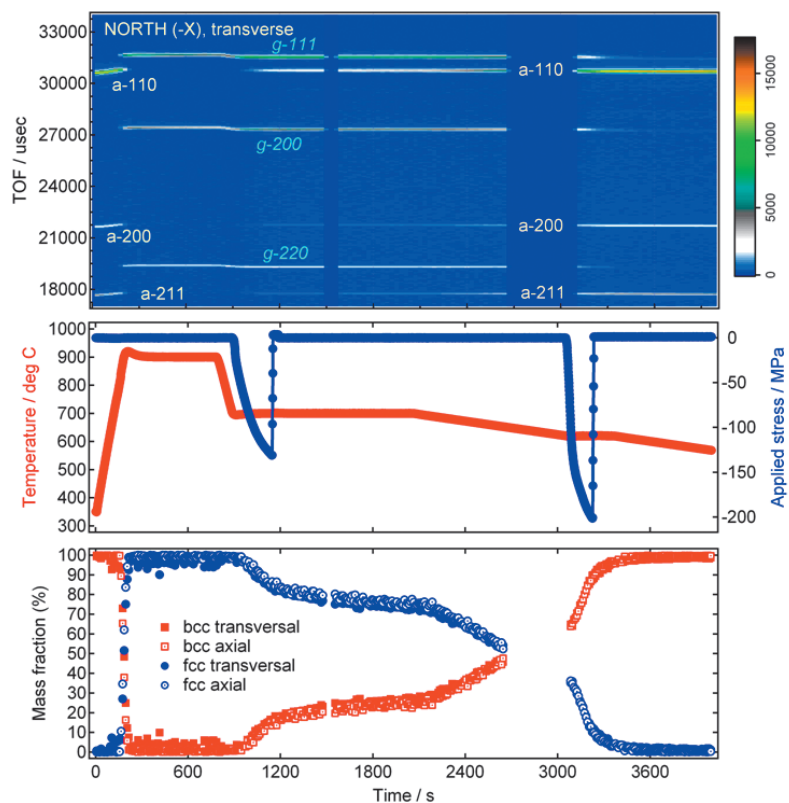 NORTH (-X), transverse
g-111
a-110
a-110
g-200
a-200
a-200
g-220
a-211
a-211
33000
30000
27000
24000
21000
18000
TOF / usec
15000
10000
5000
0
1000
900
800
700
600
500
400
300
Temperature / deg C
0
-50
-100
-150
-200
Applied stress / MPa
100
90
80
70
60
50
40
30
20
10
0
Mass fraction (%)
bcc transversal
bcc axial
fcc transversal
fcc axial
0 600 1200 1800 2400 3000 3600
Time / s